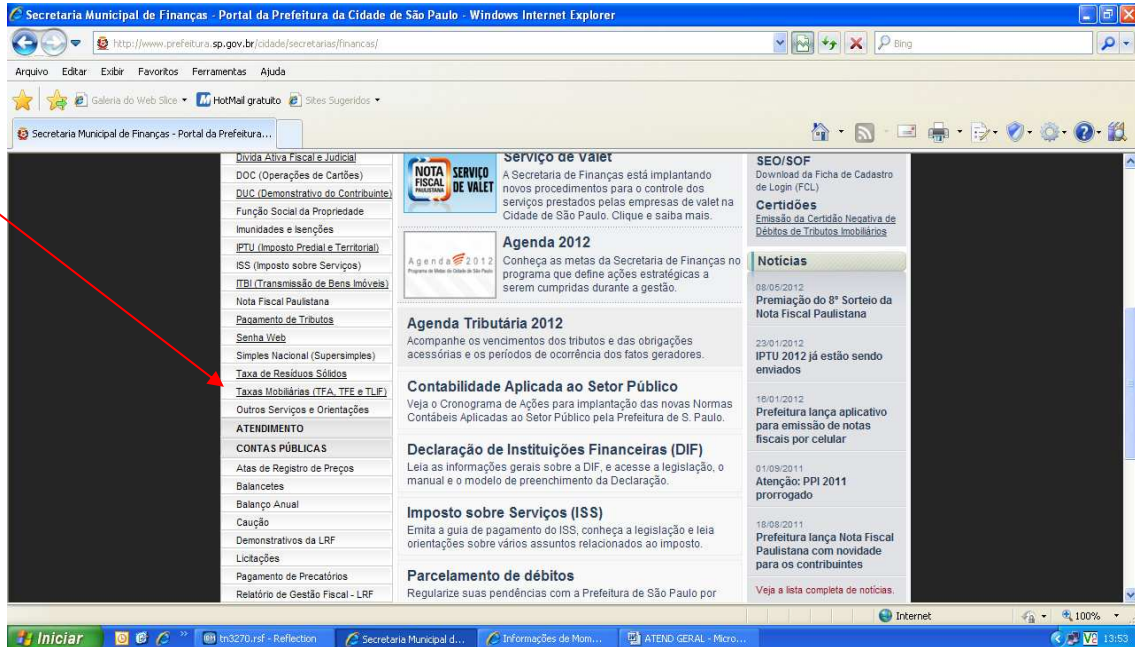 Secretaria Municipal de Finanças - Portal da Prefeitura da Cidade de São Paulo - Windows Internet Explorer
http://www.prefeitura.sp.gov.br/cidade/secretarias/financas/
Bing
Arquivo Editar Exibir Favoritos Ferramentas Ajuda
Galeria do Web Slice HotMail gratuito Sites Sugeridos
Secretaria Municipal de Finanças - Portal da Prefeitura...
Dívida Ativa Fiscal e Judicial
DOC (Operações de Cartões)
DUC (Demonstrativo do Contribuinte)
Função Social da Propriedade
Imunidades e Isenções
IPTU (Imposto Predial e Territorial)
ISS (Imposto sobre Serviços)
ITBI (Transmissão de Bens Imóveis)
Nota Fiscal Paulistana
Pagamento de Tributos
Senha Web
Simples Nacional (Supersimples)
Taxa de Resíduos Sólidos
Taxas Mobiliárias (TFA, TFE e TLIF)
Outros Serviços e Orientações
ATENDIMENTO
CONTAS PÚBLICAS
Atas de Registro de Preços
Balancetes
Balanço Anual
Caução
Demonstrativos da LRF
Licitações
Pagamento de Precatórios
Relatório de Gestão Fiscal - LRF
NOTA FISCAL PAULISTANA
SERVIÇO DE VALET
Serviço de Valet
A Secretaria de Finanças está implantando
novos procedimentos para o controle dos
serviços prestados pelas empresas de valet na
Cidade de São Paulo. Clique e saiba mais.
Agenda 2012
Programa de Metas da Cidade de São Paulo
Agenda 2012
Conheça as metas da Secretaria de Finanças no
programa que define ações estratégicas a
serem cumpridas durante a gestão.
Agenda Tributária 2012
Acompanhe os vencimentos dos tributos e das obrigações
acessórias e os períodos de ocorrência dos fatos geradores.
Contabilidade Aplicada ao Setor Público
Veja o Cronograma de Ações para implantação das novas Normas
Contábeis Aplicadas ao Setor Público pela Prefeitura de S. Paulo.
Declaração de Instituições Financeiras (DIF)
Leia as informações gerais sobre a DIF, e acesse a legislação, o
manual e o modelo de preenchimento da Declaração.
Imposto sobre Serviços (ISS)
Emita a guia de pagamento do ISS, conheça a legislação e leia
orientações sobre vários assuntos relacionados ao imposto.
Parcelamento de débitos
Regularize suas pendências com a Prefeitura de São Paulo por
SEO/SOF
Download da Ficha de Cadastro
de Login (FCL)
Certidões
Emissão da Certidão Negativa de
Débitos de Tributos Imobiliários
Notícias
08/05/2012
Premiação do 8° Sorteio da
Nota Fiscal Paulistana
23/01/2012
IPTU 2012 já estão sendo
enviados
16/01/2012
Prefeitura lança aplicativo
para emissão de notas
fiscais por celular
01/09/2011
Atenção: PPI 2011
prorrogado
18/08/2011
Prefeitura lança Nota Fiscal
Paulistana com novidade
para os contribuintes
Veja a lista completa de notícias.
Internet 100%
Iniciar tn3270.rsf - Reflection Secretaria Municipal d... Informações de Mom... ATEND GERAL - Micro... 13:53